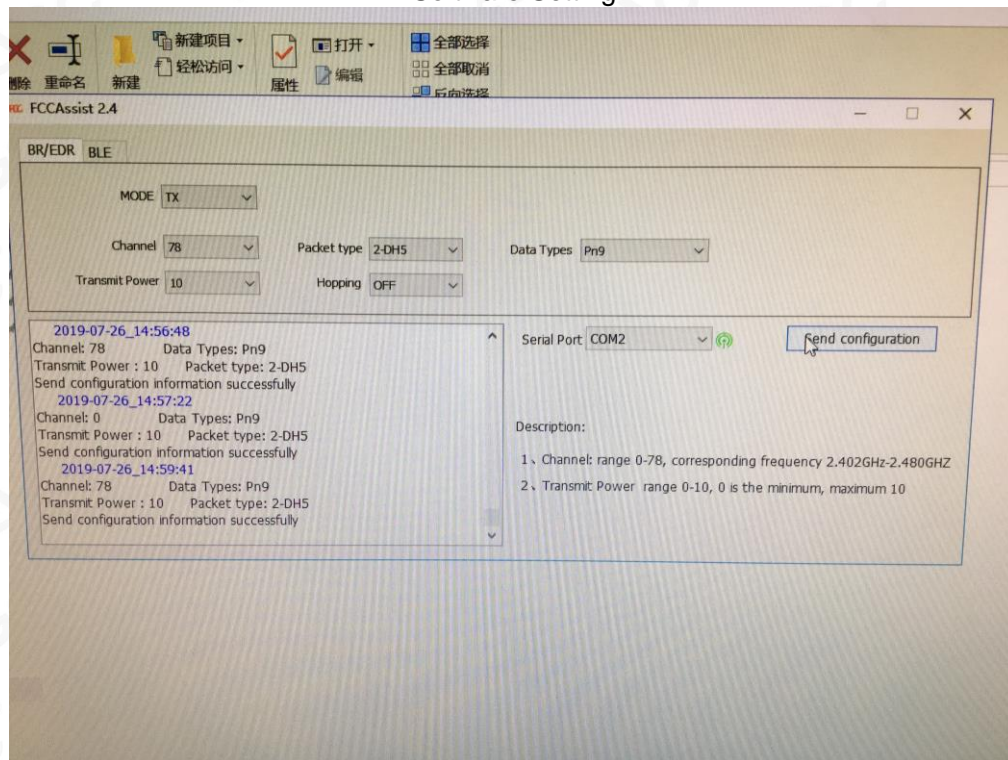 新建项目
打开
全部选择
轻松访问
编辑
全部取消
重命名
新建
属性
反向选择
FCCAssist 2.4
BR/EDR BLE
MODE TX
Channel 78 Packet type 2-DH5 Data Types Pn9
Transmit Power 10 Hopping OFF
2019-07-26_14:56:48
Channel: 78 Data Types: Pn9
Transmit Power : 10 Packet type: 2-DH5
Send configuration information successfully
2019-07-26_14:57:22
Channel: 0 Data Types: Pn9
Transmit Power : 10 Packet type: 2-DH5
Send configuration information successfully
2019-07-26_14:59:41
Channel: 78 Data Types: Pn9
Transmit Power : 10 Packet type: 2-DH5
Send configuration information successfully
Serial Port COM2 Send configuration
Description:
1、Channel: range 0-78, corresponding frequency 2.402GHz-2.480GHZ
2、Transmit Power range 0-10, 0 is the minimum, maximum 10